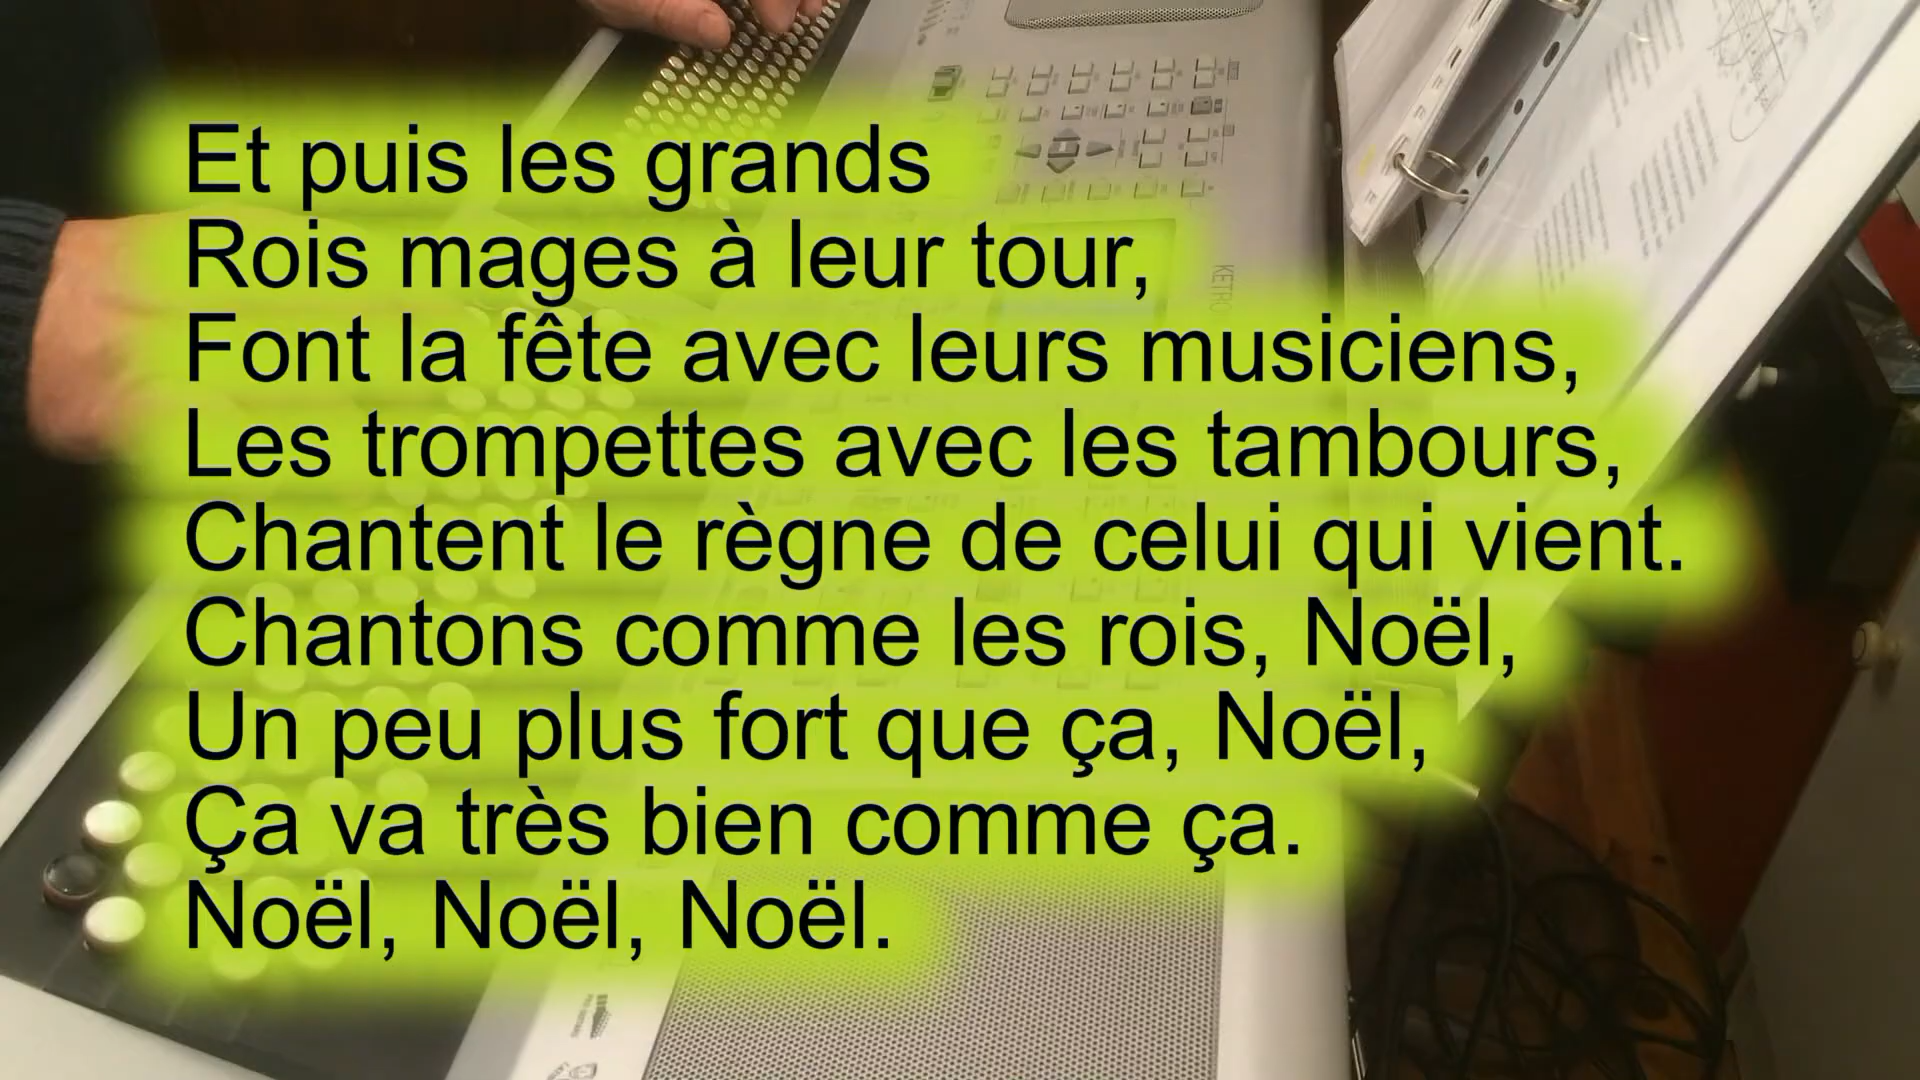 Et puis les grands
Rois mages à leur tour,
Font la fête avec leurs musiciens,
Les trompettes avec les tambours,
Chantent le règne de celui qui vient.
Chantons comme les rois, Noël,
Un peu plus fort que ça, Noël,
Ça va très bien comme ça.
Noël, Noël, Noël.